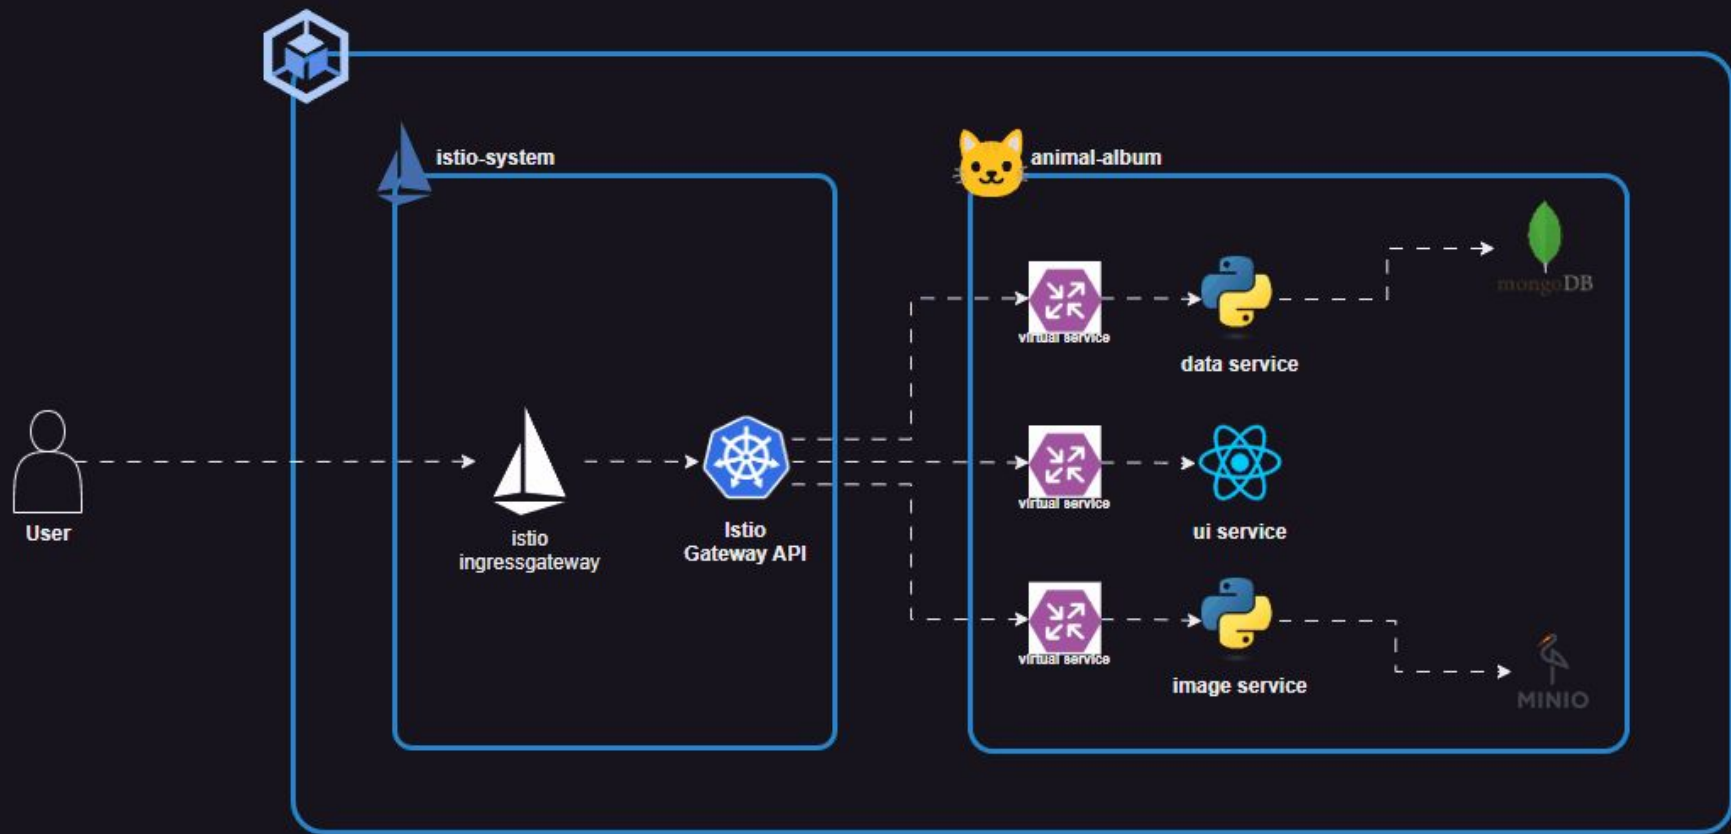 istio-system
animal-album
mongoDB
virtual service
data service
User
istio
ingressgateway
Istio
Gateway API
virtual service
ui service
virtual service
image service
MINIO